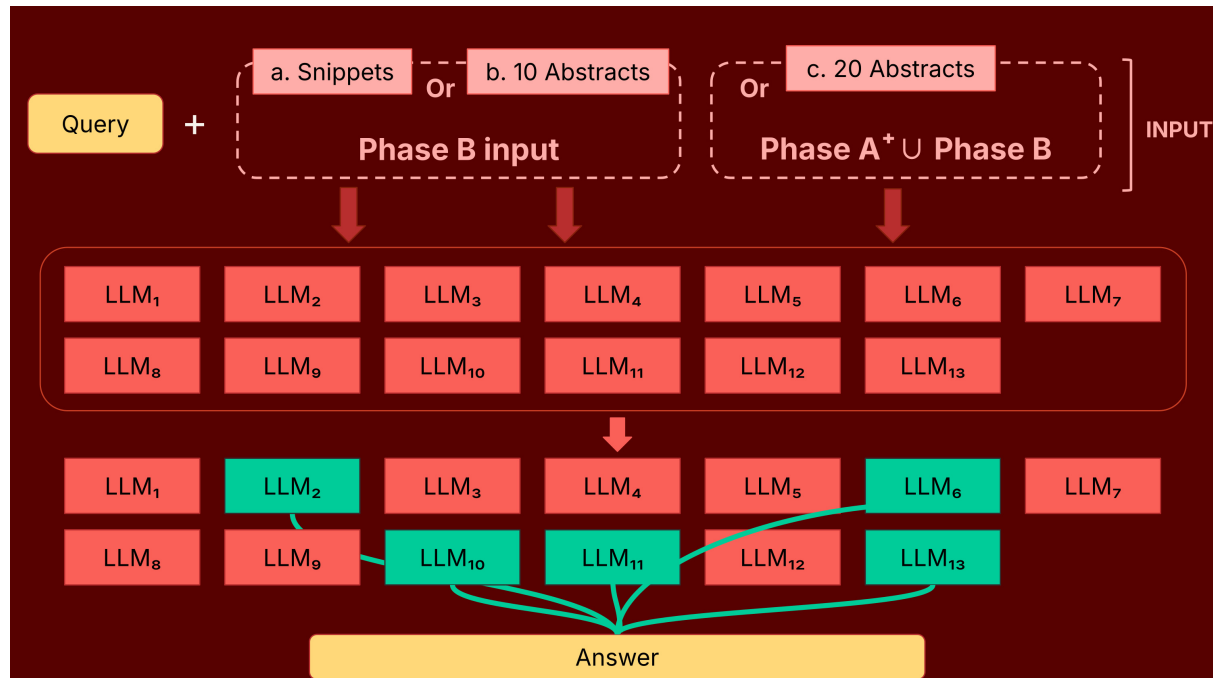 a. Snippets
Or
b. 10 Abstracts
Or
c. 20 Abstracts
Query
+
Phase B input
Phase A⁺ ∪ Phase B
INPUT
LLM₁
LLM₂
LLM₃
LLM₄
LLM₅
LLM₆
LLM₇
LLM₈
LLM₉
LLM₁₀
LLM₁₁
LLM₁₂
LLM₁₃
LLM₁
LLM₂
LLM₃
LLM₄
LLM₅
LLM₆
LLM₇
LLM₈
LLM₉
LLM₁₀
LLM₁₁
LLM₁₂
LLM₁₃
Answer